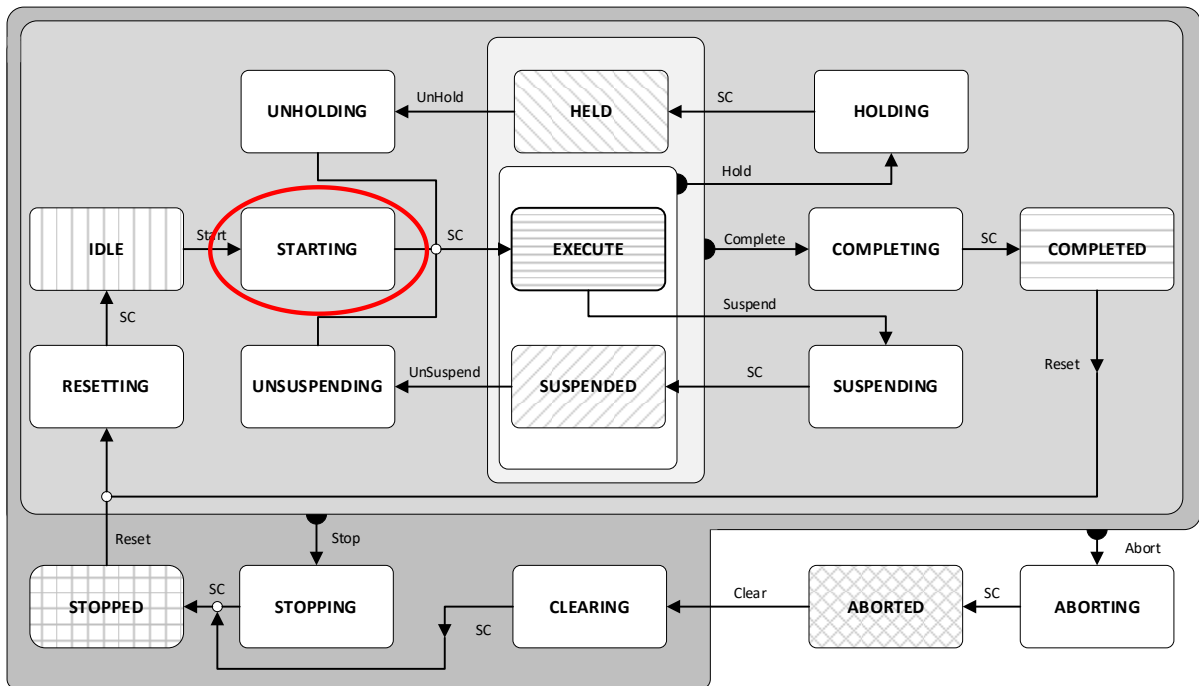 UnHold
SC
UNHOLDING
HELD
HOLDING
Hold
IDLE
Start
STARTING
SC
EXECUTE
Complete
COMPLETING
SC
COMPLETED
SC
Suspend
RESETTING
UNSUSPENDING
UnSuspend
SUSPENDED
SC
SUSPENDING
Reset
Reset
Stop
Abort
STOPPED
SC
STOPPING
SC
CLEARING
Clear
ABORTED
SC
ABORTING